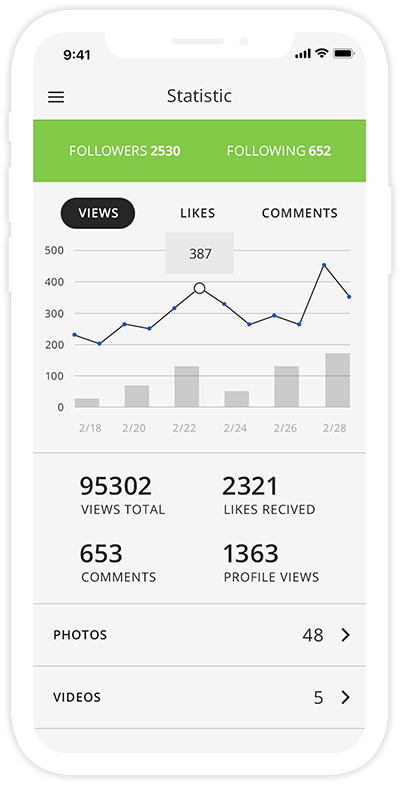 9:41
Statistic
FOLLOWERS 2530 FOLLOWING 652
VIEWS LIKES COMMENTS
387
500
400
300
200
100
0
2/18 2/20 2/22 2/24 2/26 2/28
95302 2321
VIEWS TOTAL LIKES RECIVED
653 1363
COMMENTS PROFILE VIEWS
PHOTOS 48
VIDEOS 5